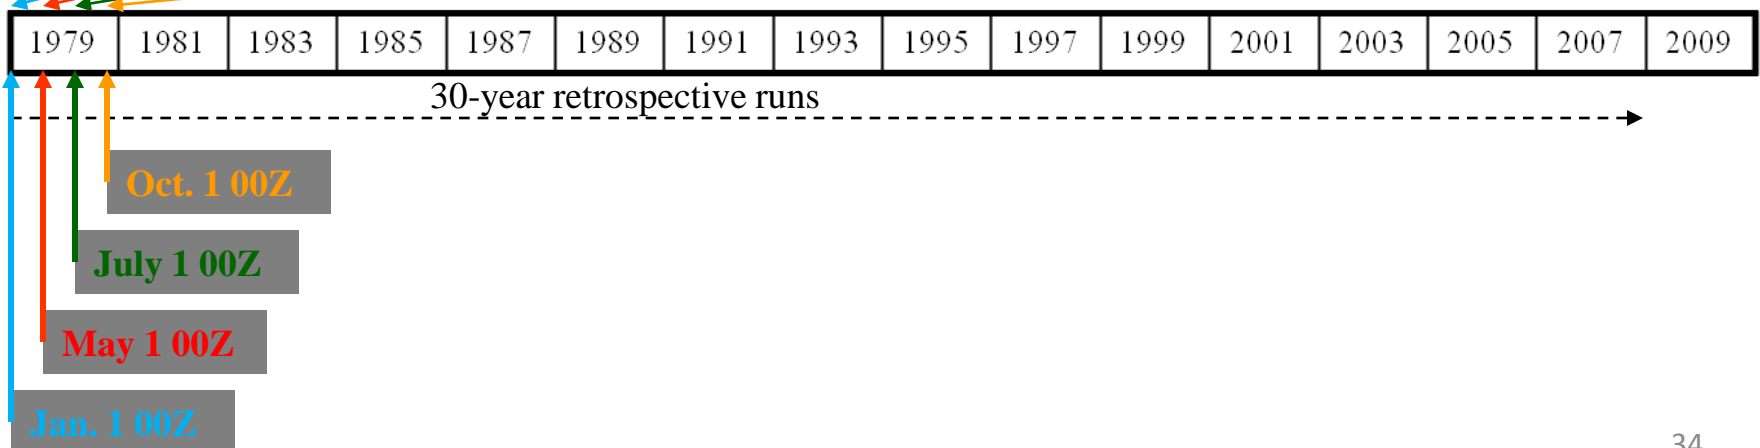 1979 1981 1983 1985 1987 1989 1991 1993 1995 1997 1999 2001 2003 2005 2007 2009
30-year retrospective runs
Oct. 1 00Z
July 1 00Z
May 1 00Z
Jan. 1 00Z
34